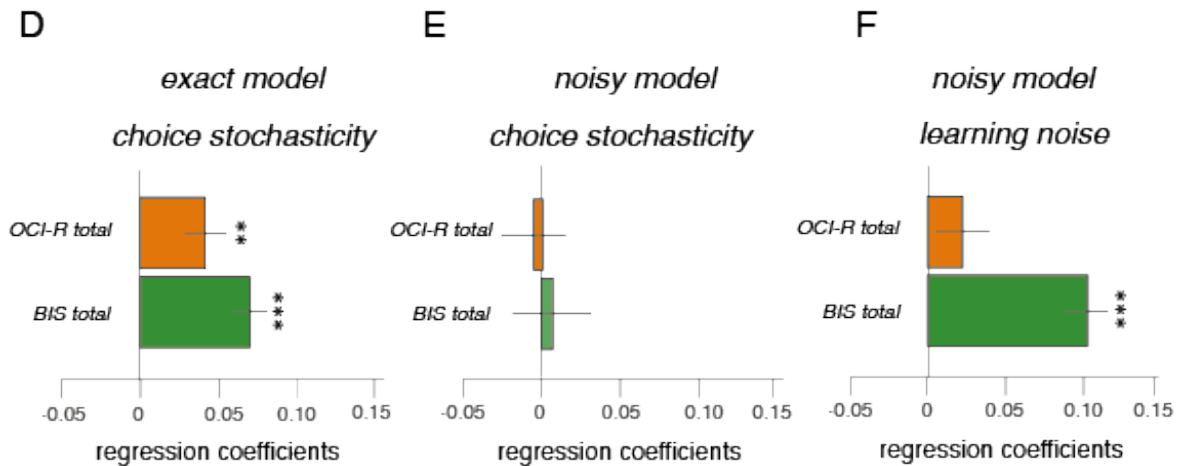 D
exact model
choice stochasticity
OCI-R total
**
BIS total
***
-0.05 0 0.05 0.10 0.15
regression coefficients
E
noisy model
choice stochasticity
OCI-R total
BIS total
-0.05 0 0.05 0.10 0.15
regression coefficients
F
noisy model
learning noise
OCI-R total
BIS total
***
-0.05 0 0.05 0.10 0.15
regression coefficients